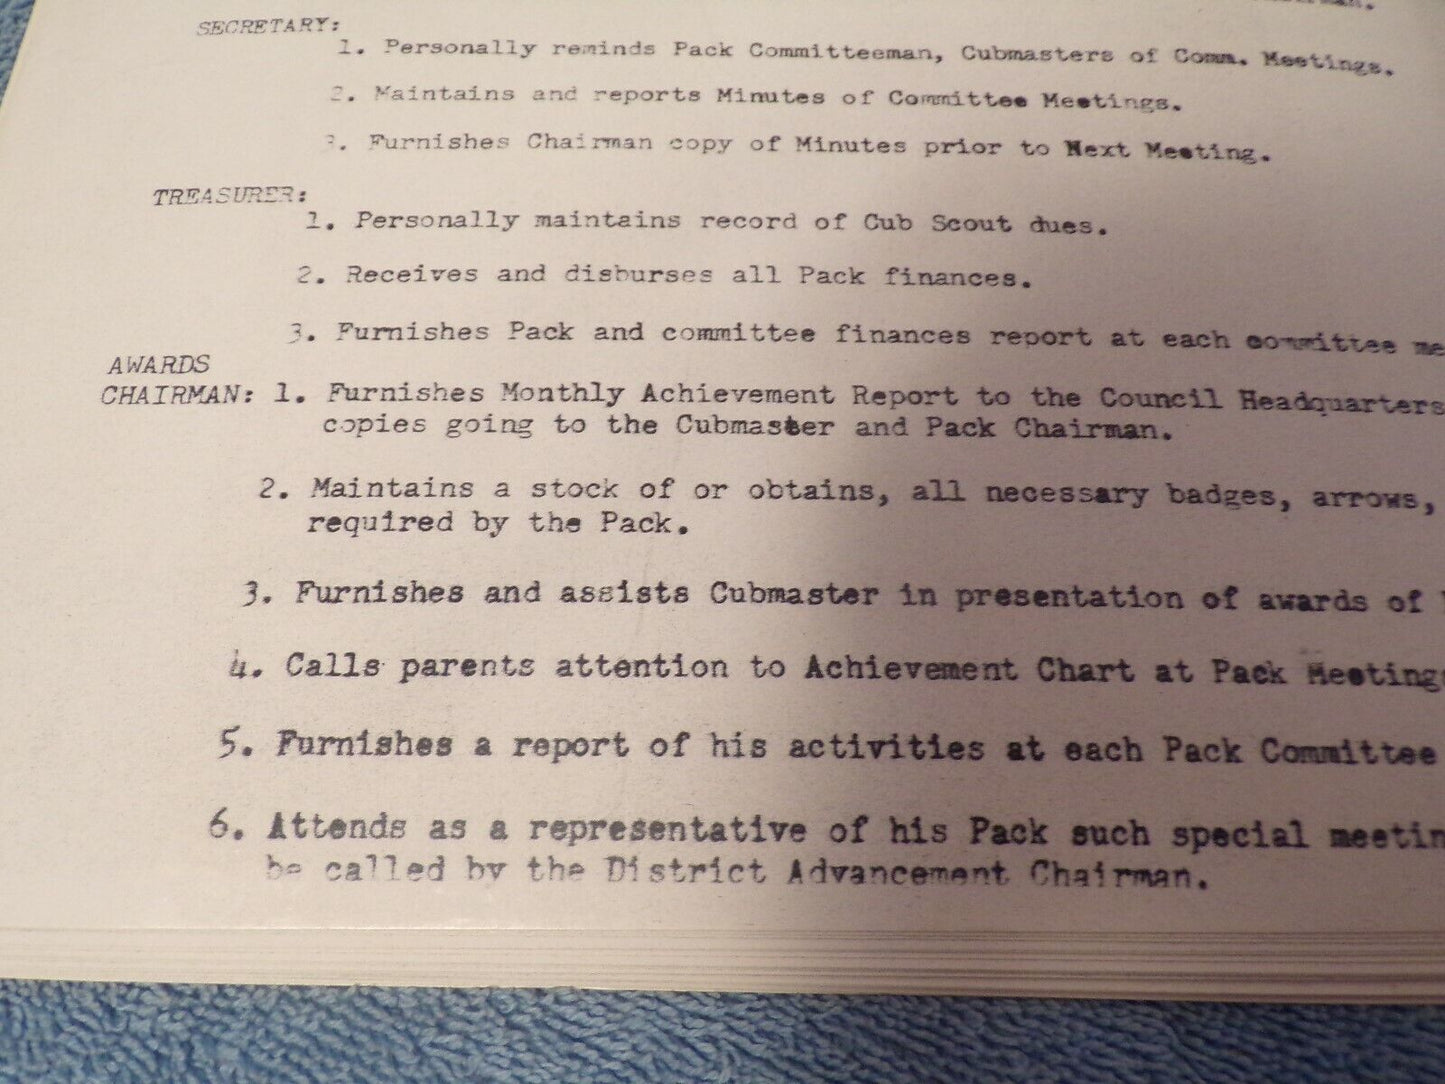 SECRETARY:
1. Personally reminds Pack Committeeman, Cubmasters of Comm. Meetings.
2. Maintains and reports Minutes of Committee Meetings.
3. Furnishes Chairman copy of Minutes prior to Next Meeting.
TREASURER:
1. Personally maintains record of Cub Scout dues.
2. Receives and disburses all Pack finances.
3. Furnishes Pack and committee finances report at each committee me
AWARDS
CHAIRMAN: 1. Furnishes Monthly Achievement Report to the Council Headquarters
copies going to the Cubmaster and Pack Chairman.
2. Maintains a stock of or obtains, all necessary badges, arrows,
required by the Pack.
3. Furnishes and assists Cubmaster in presentation of awards of
4. Calls parents attention to Achievement Chart at Pack Meetings
5. Furnishes a report of his activities at each Pack Committee
6. Attends as a representative of his Pack such special meetin
be called by the District Advancement Chairman.